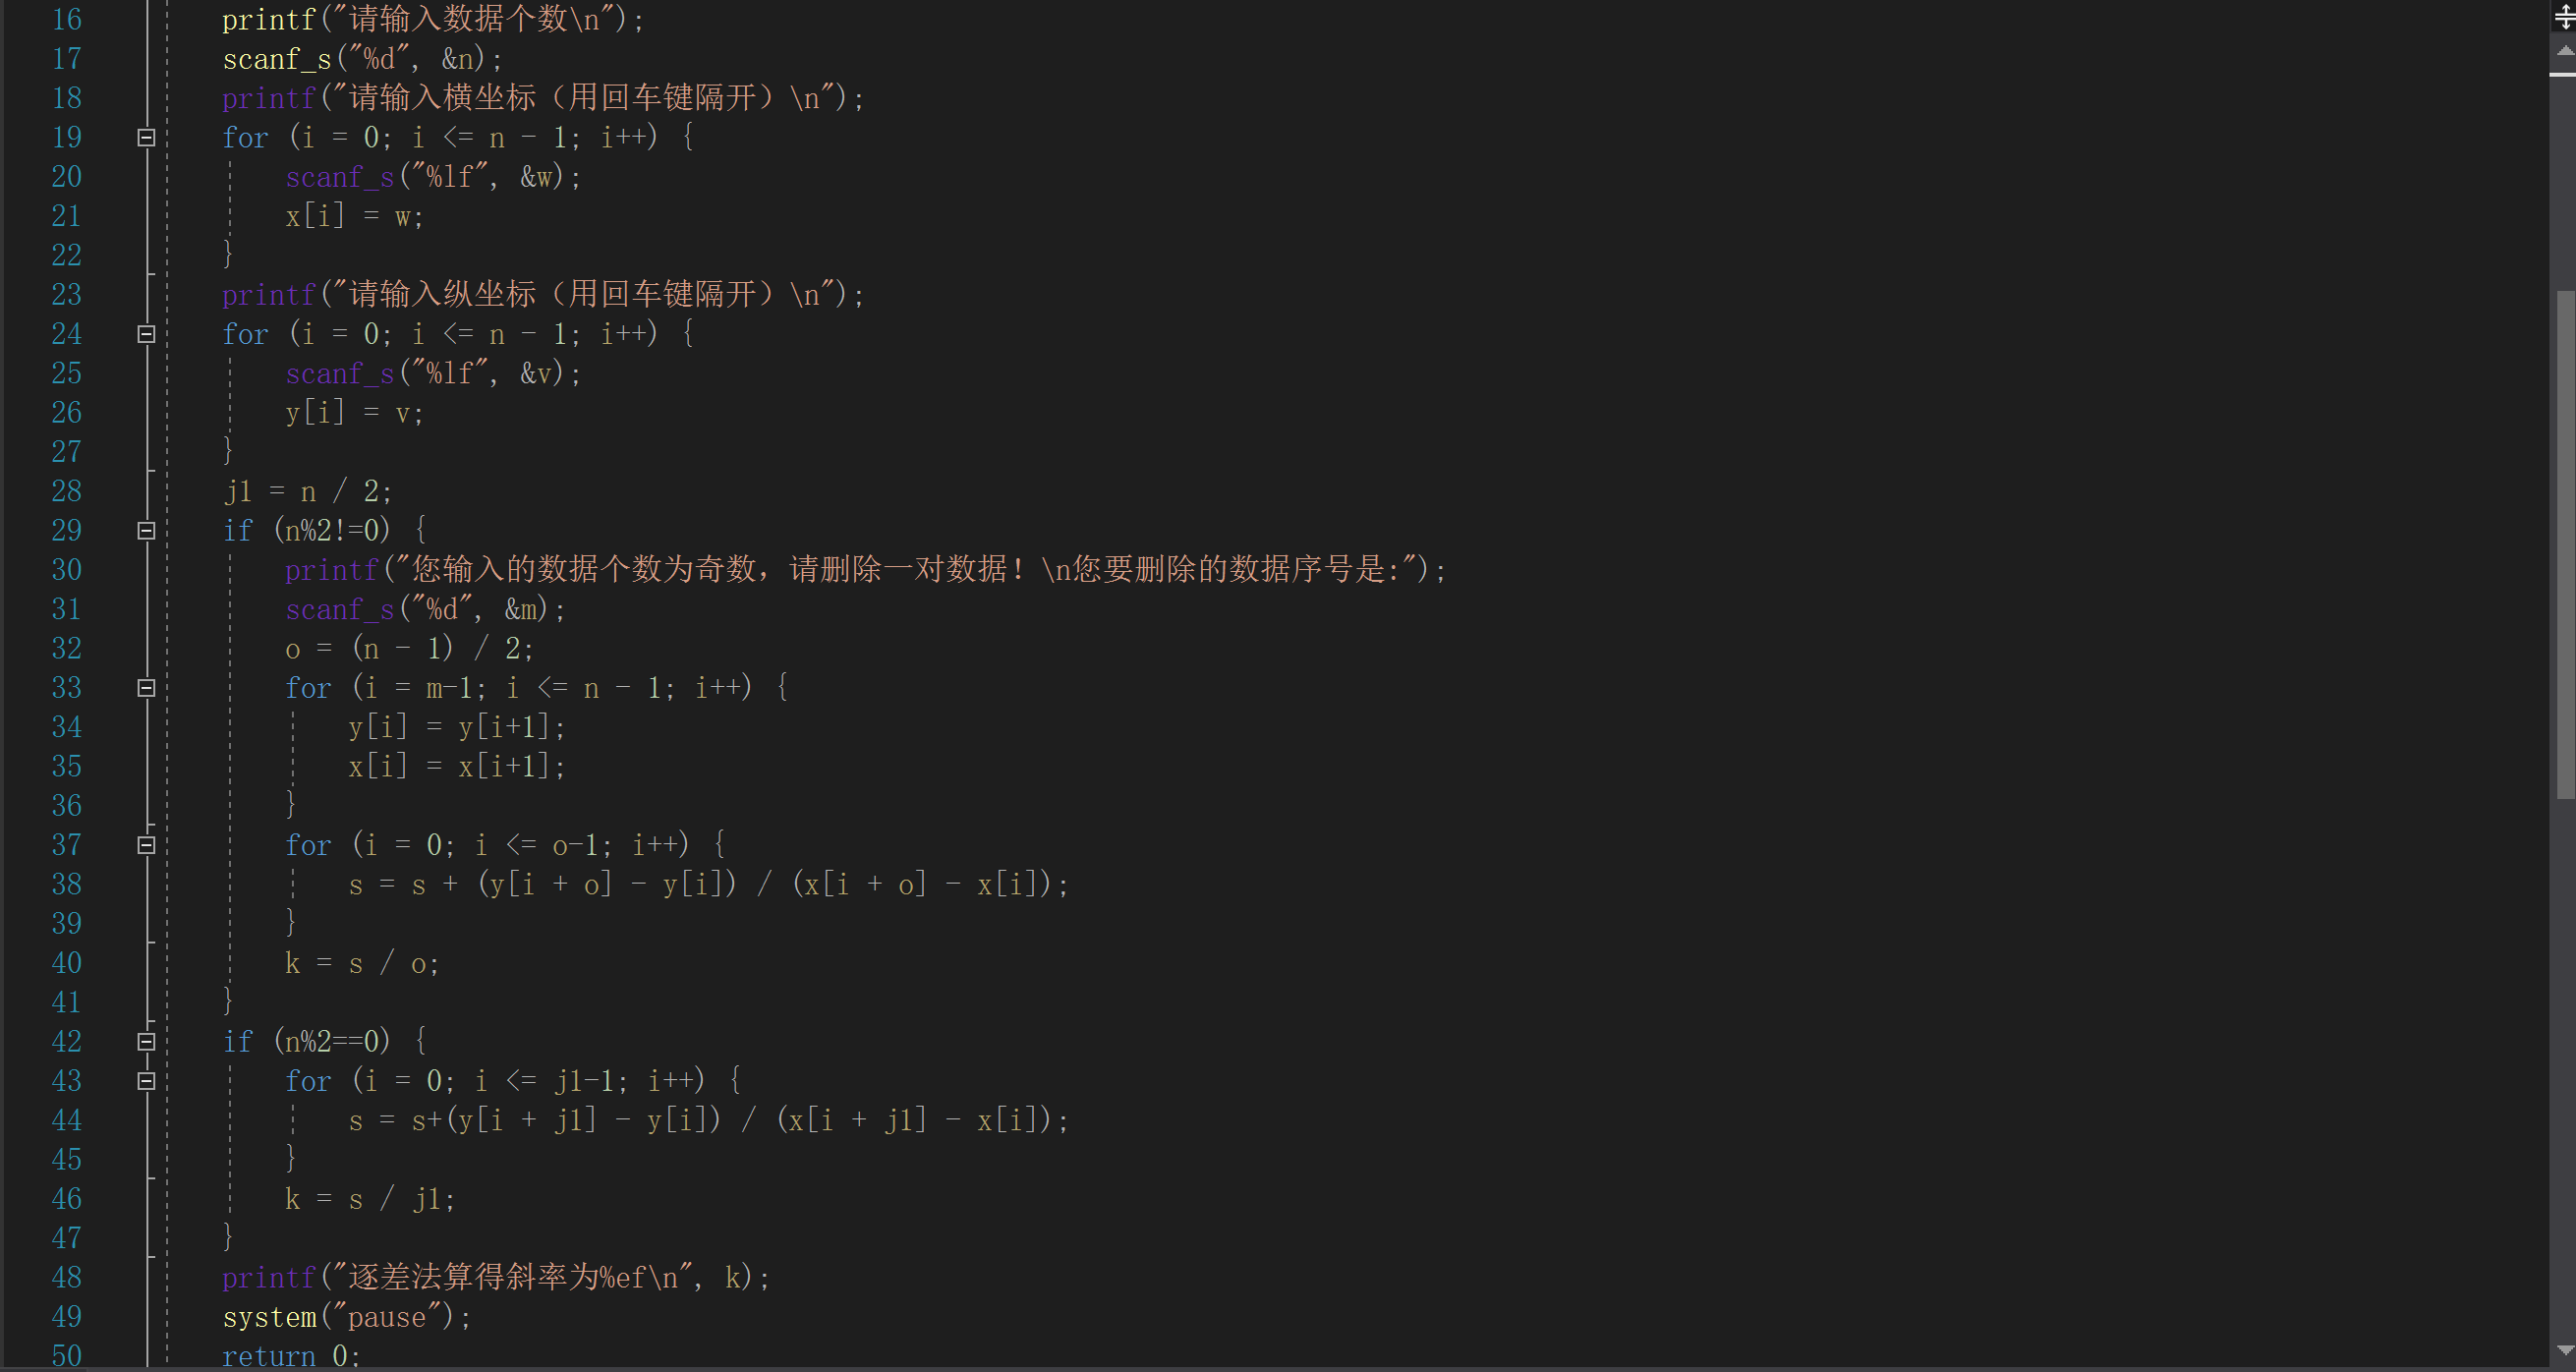 16 printf("请输入数据个数\n");
17 scanf_s("%d", &n);
18 printf("请输入横坐标（用回车键隔开）\n");
19 for (i = 0; i <= n - 1; i++) {
20 scanf_s("%lf", &w);
21 x[i] = w;
22 }
23 printf("请输入纵坐标（用回车键隔开）\n");
24 for (i = 0; i <= n - 1; i++) {
25 scanf_s("%lf", &v);
26 y[i] = v;
27 }
28 j1 = n / 2;
29 if (n%2!=0) {
30 printf("您输入的数据个数为奇数，请删除一对数据！\n您要删除的数据序号是:");
31 scanf_s("%d", &m);
32 o = (n - 1) / 2;
33 for (i = m-1; i <= n - 1; i++) {
34 y[i] = y[i+1];
35 x[i] = x[i+1];
36 }
37 for (i = 0; i <= o-1; i++) {
38 s = s + (y[i + o] - y[i]) / (x[i + o] - x[i]);
39 }
40 k = s / o;
41 }
42 if (n%2==0) {
43 for (i = 0; i <= j1-1; i++) {
44 s = s+(y[i + j1] - y[i]) / (x[i + j1] - x[i]);
45 }
46 k = s / j1;
47 }
48 printf("逐差法算得斜率为%ef\n", k);
49 system("pause");
50 return 0;